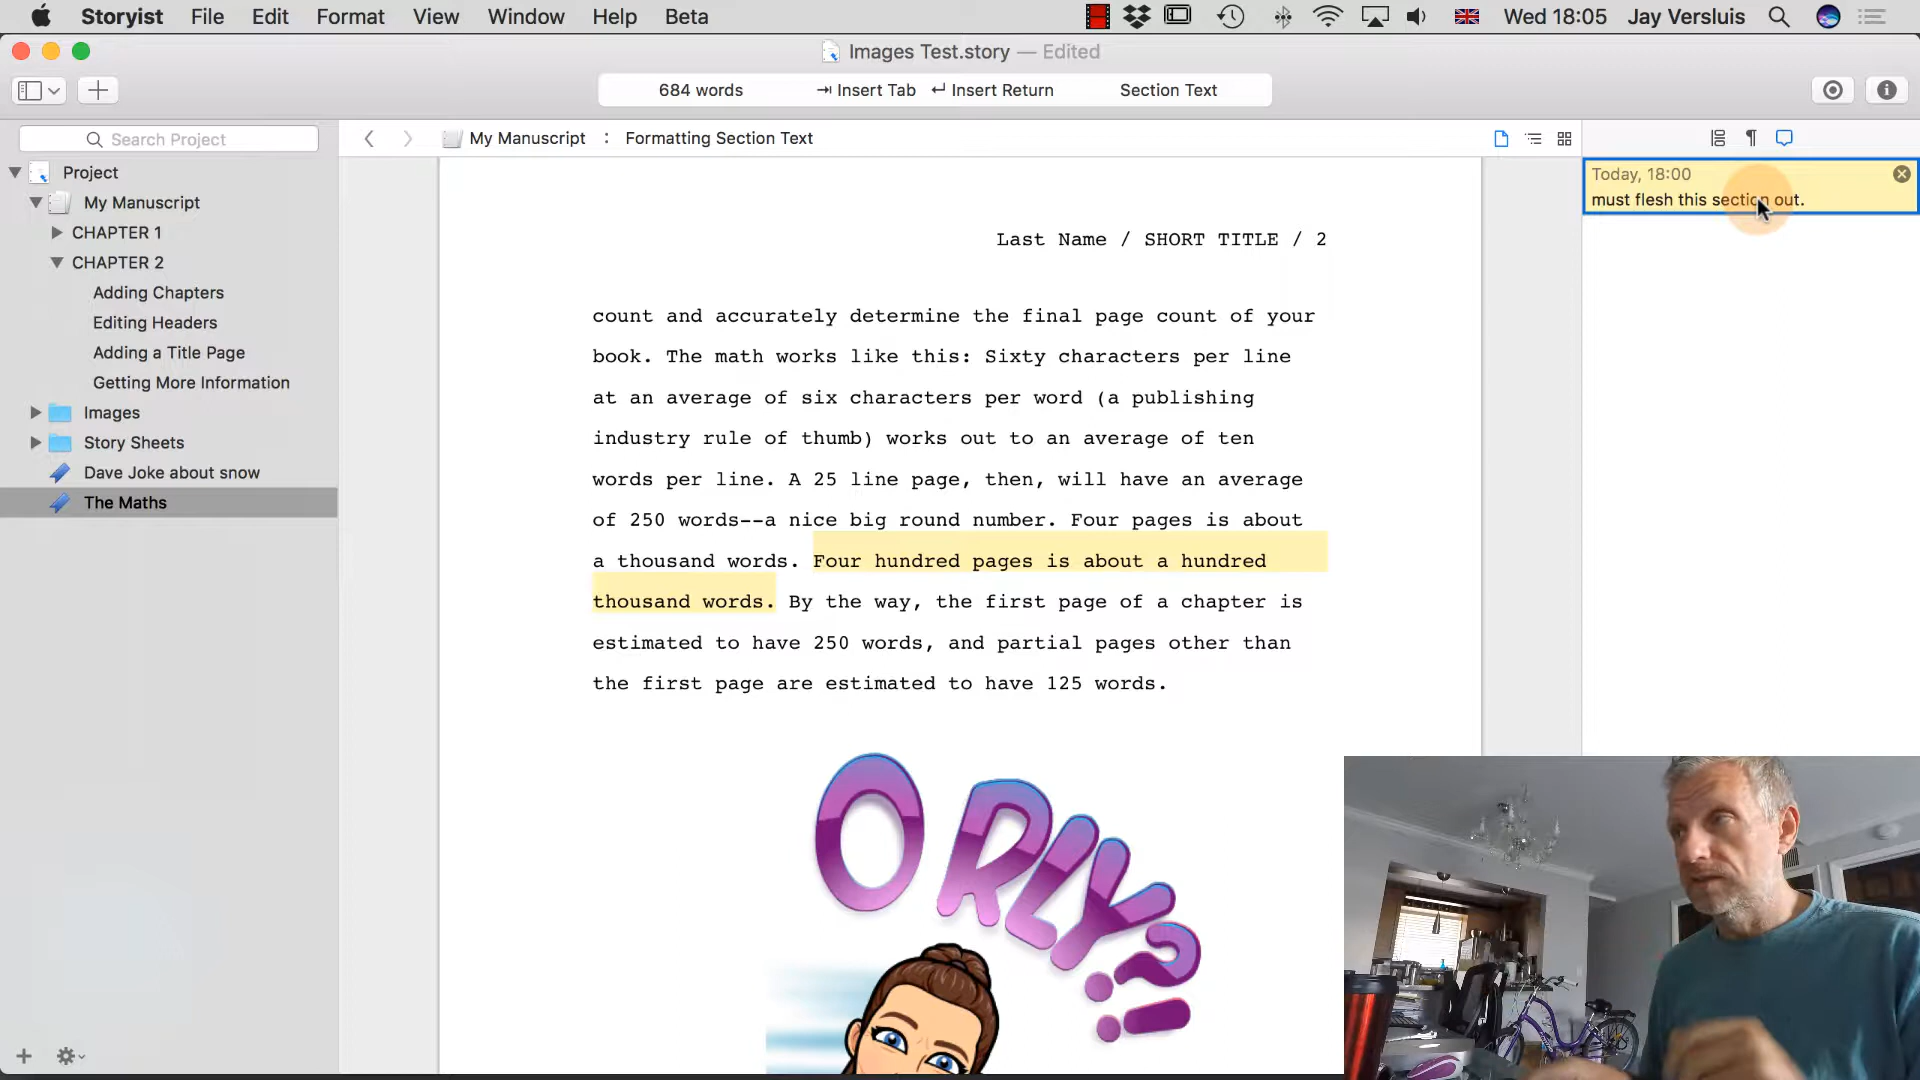 Storyist File Edit Format View Window Help Beta Wed 18:05 Jay Versluis
Images Test.story — Edited
684 words ⇥ Insert Tab ↵ Insert Return Section Text
Search Project
My Manuscript : Formatting Section Text
Project
My Manuscript
CHAPTER 1
CHAPTER 2
Adding Chapters
Editing Headers
Adding a Title Page
Getting More Information
Images
Story Sheets
Dave Joke about snow
The Maths
Last Name / SHORT TITLE / 2
count and accurately determine the final page count of your
book. The math works like this: Sixty characters per line
at an average of six characters per word (a publishing
industry rule of thumb) works out to an average of ten
words per line. A 25 line page, then, will have an average
of 250 words--a nice big round number. Four pages is about
a thousand words. Four hundred pages is about a hundred
thousand words. By the way, the first page of a chapter is
estimated to have 250 words, and partial pages other than
the first page are estimated to have 125 words.
O RLY?!
Today, 18:00
must flesh this section out.